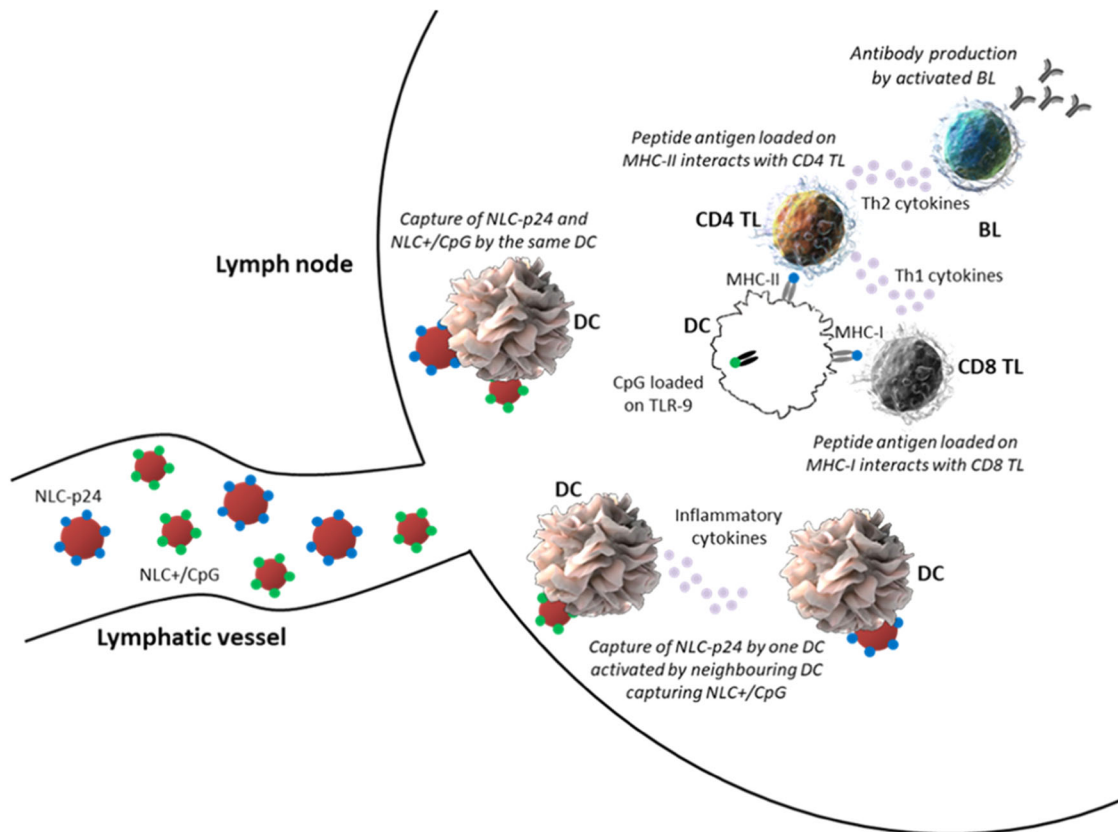 Antibody production
by activated BL
Peptide antigen loaded on
MHC-II interacts with CD4 TL
Th2 cytokines
CD4 TL
BL
Capture of NLC-p24 and
NLC+/CpG by the same DC
Lymph node
Th1 cytokines
MHC-II
DC
DC
MHC-I
CD8 TL
CpG loaded
on TLR-9
Peptide antigen loaded on
MHC-I interacts with CD8 TL
NLC-p24
NLC+/CpG
Lymphatic vessel
DC
Inflammatory
cytokines
DC
Capture of NLC-p24 by one DC
activated by neighbouring DC
capturing NLC+/CpG